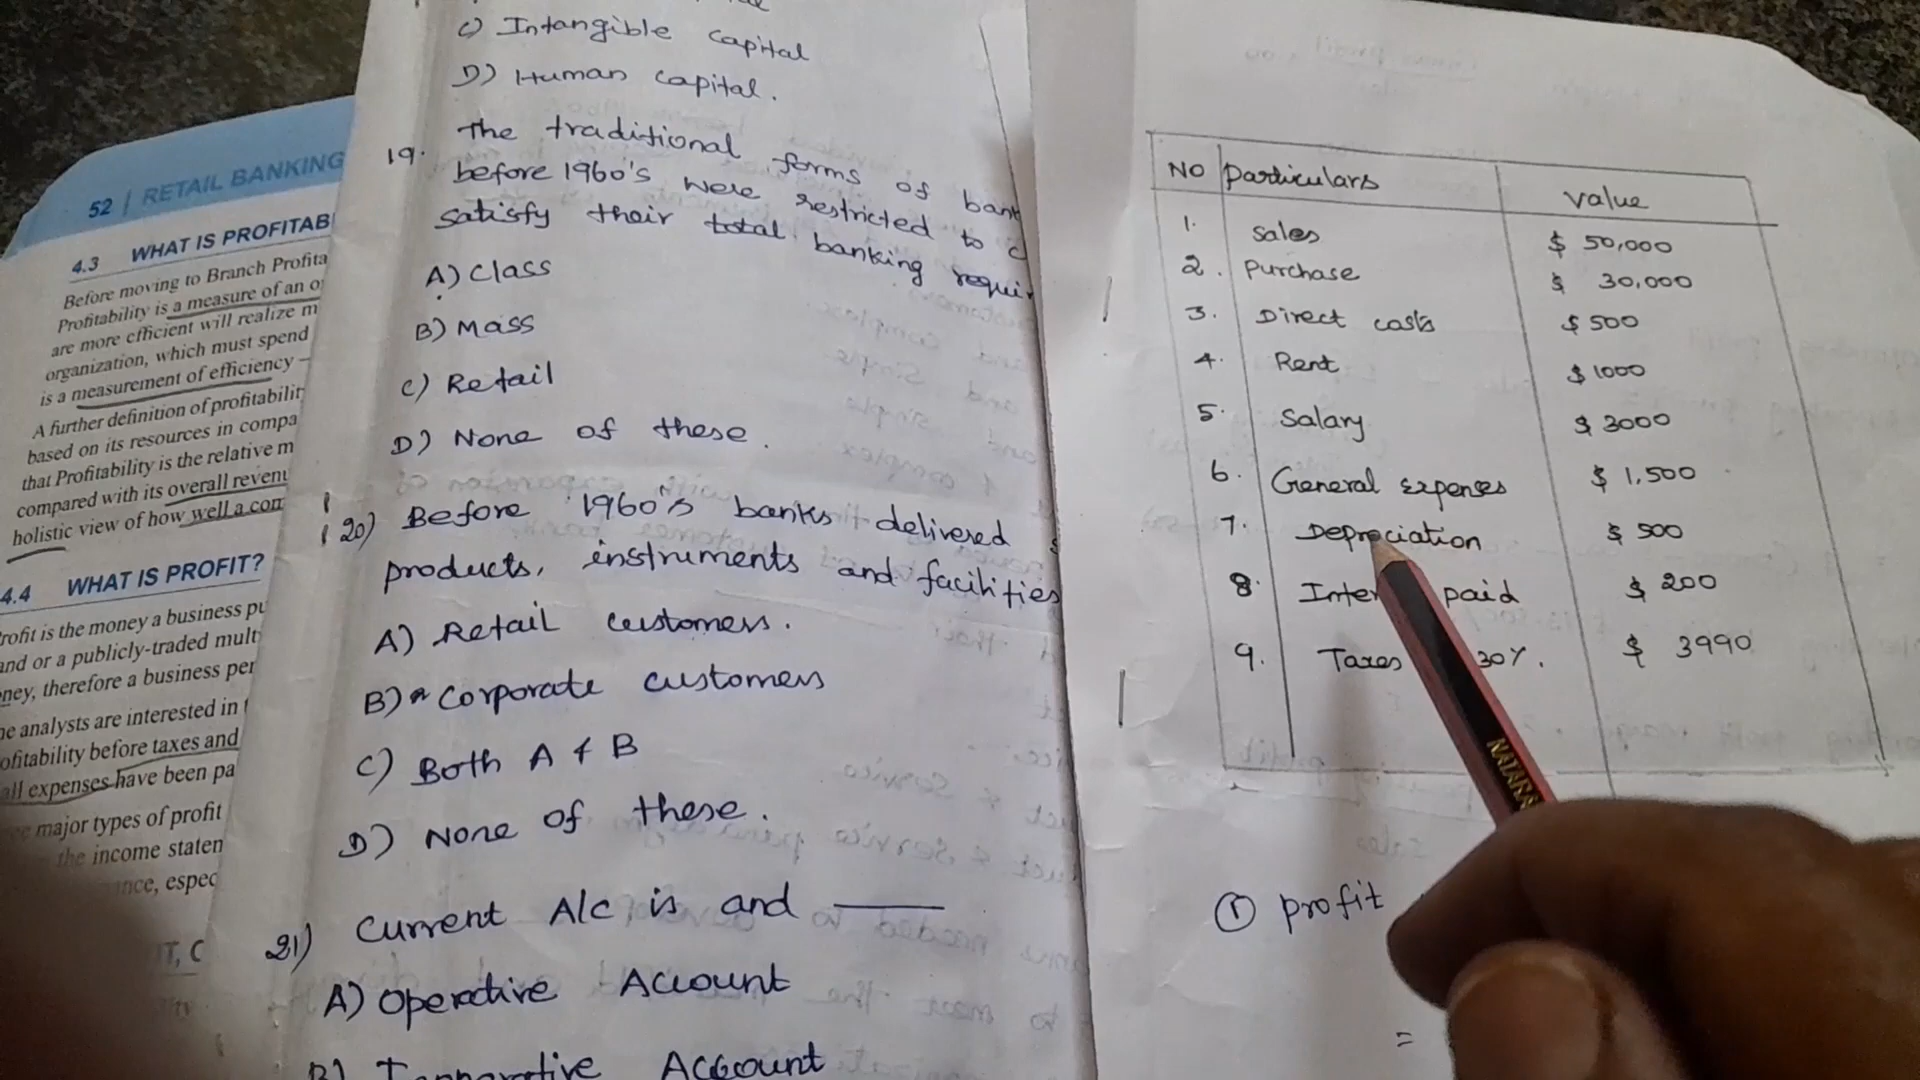 52 | RETAIL BANKING
4.3 WHAT IS PROFITAB
Before moving to Branch Profita
Profitability is a measure of an o
are more efficient will realize m
organization, which must spend
is a measurement of efficiency –
A further definition of profitabilit
based on its resources in compa
that Profitability is the relative m
compared with its overall revenu
holistic view of how well a com
4.4 WHAT IS PROFIT?
rofit is the money a business pu
and or a publicly-traded mult
ney, therefore a business per
e analysts are interested in
ofitability before taxes and
all expenses have been pa
major types of profit
the income staten
nce, espec
IT, C
C) Intangible capital
D) Human capital.
19. The traditional forms of bank
before 1960's were restricted to c
satisfy their total banking requir
A) Class
B) Mass
C) Retail
D) None of these.
20) Before 1960's banks delivered
products, instruments and facilities
A) Retail customers.
B) Corporate customers
C) Both A & B
D) None of these.
21) Current A/c is and ____
A) Operative Account
B) Inoperative Account
NO Particulars Value
1. Sales $ 50,000
2. Purchase $ 30,000
3. Direct costs $ 500
4. Rent $ 1000
5. Salary $ 3000
6. General Expenses $ 1,500
7. Depreciation $ 500
8. Inter paid $ 200
9. Taxes 30%. $ 3990
① profit
=
NATARA